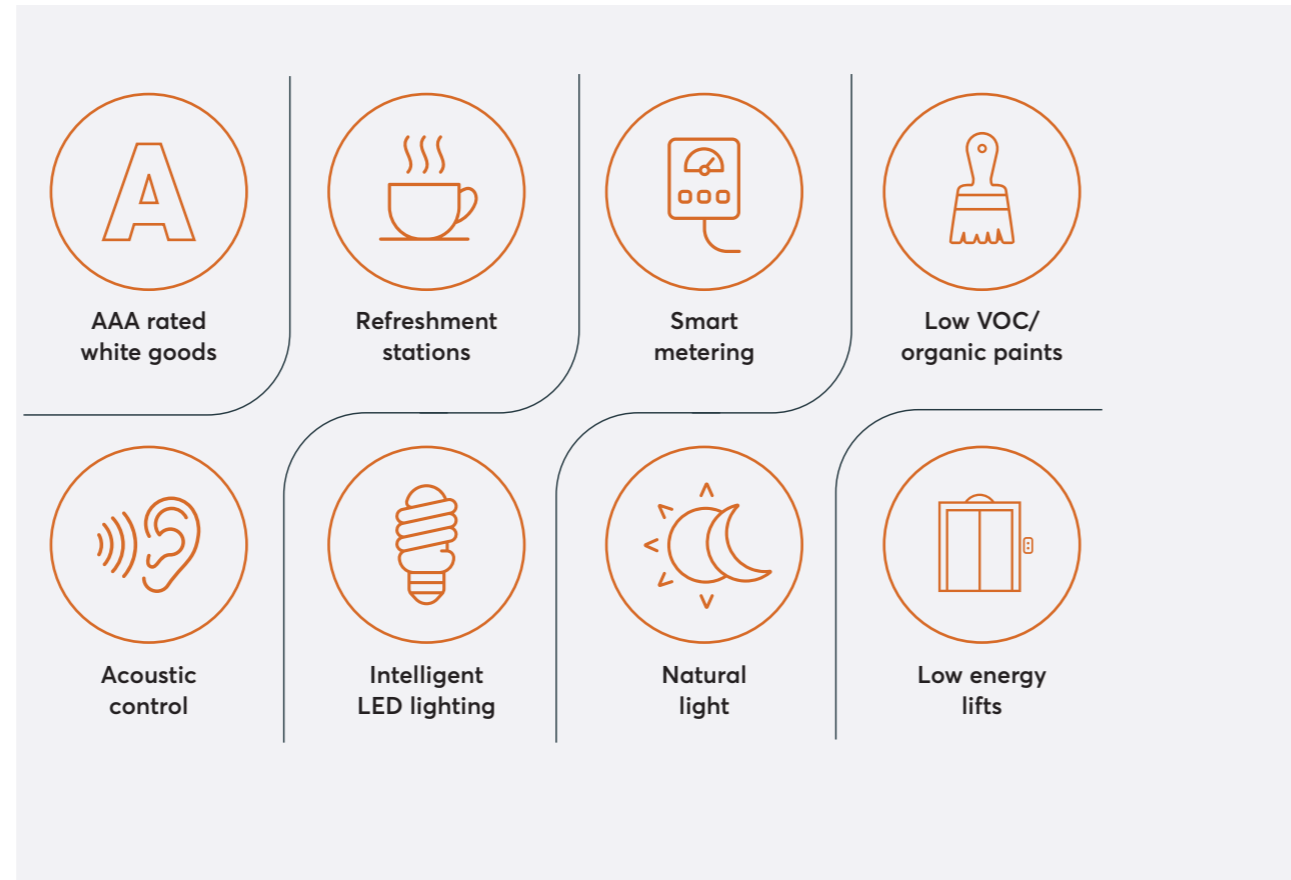 AAA rated
white goods
Refreshment
stations
Smart
metering
Low VOC/
organic paints
Acoustic
control
Intelligent
LED lighting
Natural
light
Low energy
lifts